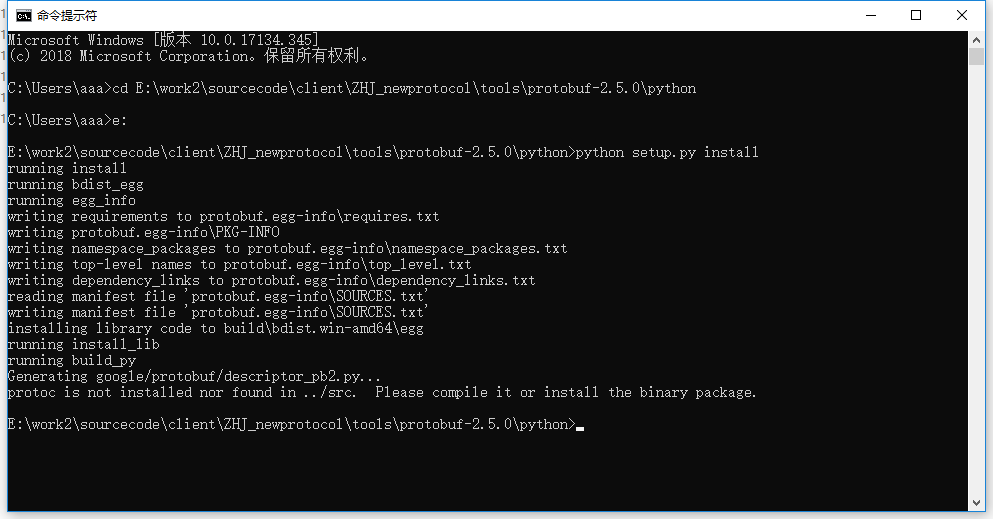 命令提示符
Microsoft Windows [版本 10.0.17134.345]
(c) 2018 Microsoft Corporation。保留所有权利。
C:\Users\aaa>cd E:\work2\sourcecode\client\ZHJ_newprotocol\tools\protobuf-2.5.0\python
C:\Users\aaa>e:
E:\work2\sourcecode\client\ZHJ_newprotocol\tools\protobuf-2.5.0\python>python setup.py install
running install
running bdist_egg
running egg_info
writing requirements to protobuf.egg-info\requires.txt
writing protobuf.egg-info\PKG-INFO
writing namespace_packages to protobuf.egg-info\namespace_packages.txt
writing top-level names to protobuf.egg-info\top_level.txt
writing dependency_links to protobuf.egg-info\dependency_links.txt
reading manifest file 'protobuf.egg-info\SOURCES.txt'
writing manifest file 'protobuf.egg-info\SOURCES.txt'
installing library code to build\bdist.win-amd64\egg
running install_lib
running build_py
Generating google/protobuf/descriptor_pb2.py...
protoc is not installed nor found in ../src.  Please compile it or install the binary package.
E:\work2\sourcecode\client\ZHJ_newprotocol\tools\protobuf-2.5.0\python>